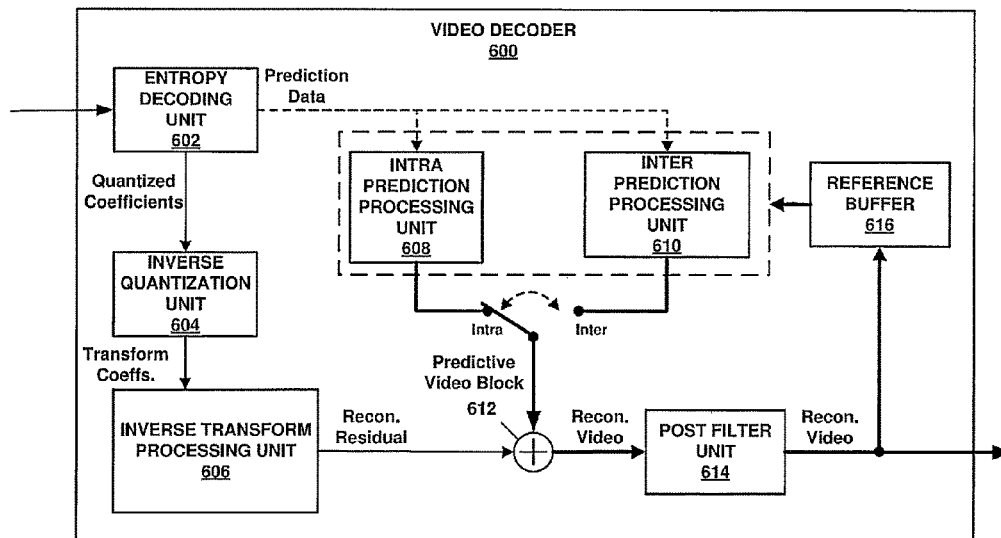 VIDEO DECODER
600
ENTROPY
DECODING
UNIT
602
Prediction
Data
Quantized
Coefficients
INTRA
PREDICTION
PROCESSING
UNIT
608
INTER
PREDICTION
PROCESSING
UNIT
610
REFERENCE
BUFFER
616
INVERSE
QUANTIZATION
UNIT
604
Intra
Inter
Transform
Coeffs.
Predictive
Video Block
612
INVERSE TRANSFORM
PROCESSING UNIT
606
Recon.
Residual
Recon.
Video
POST FILTER
UNIT
614
Recon.
Video